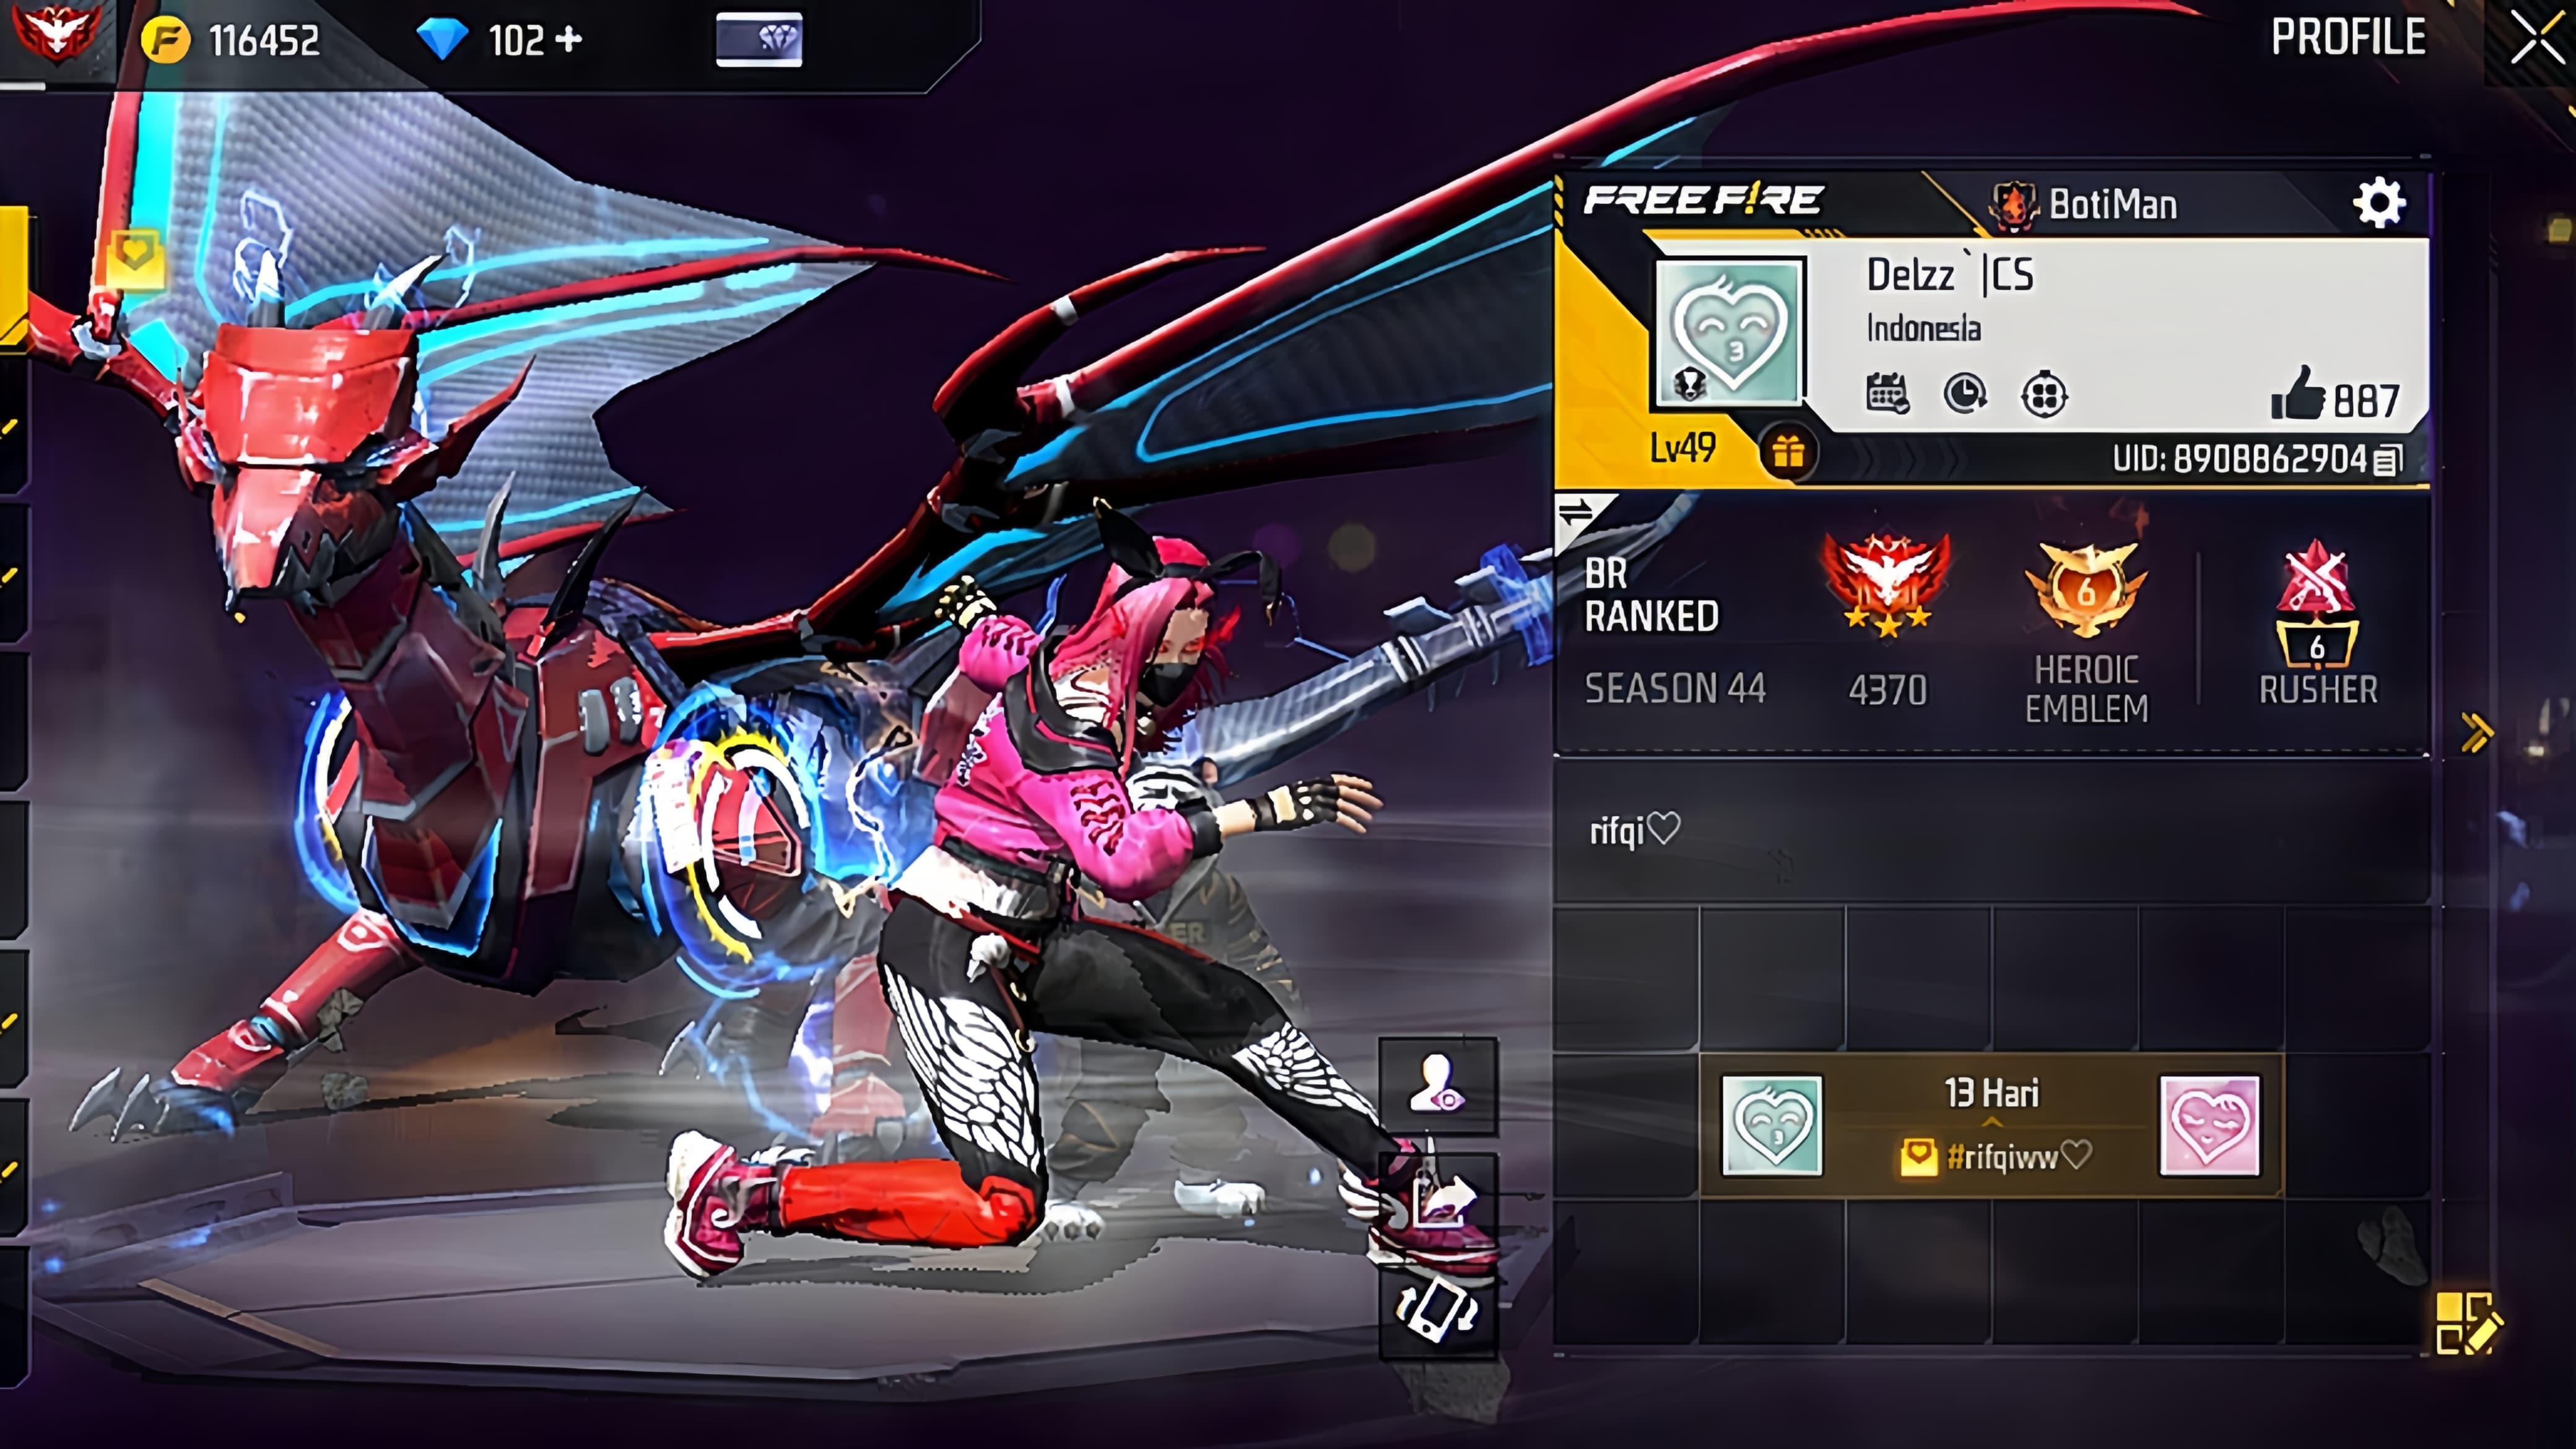 116452
102 +
PROFILE
FREE FIRE
BotiMan
Delzz`|CS
Indonesia
887
Lv49
UID: 8908862904
BR
RANKED
SEASON 44
4370
6
HEROIC
EMBLEM
6
RUSHER
rifqi♡
13 Hari
#rifqiww♡
ER